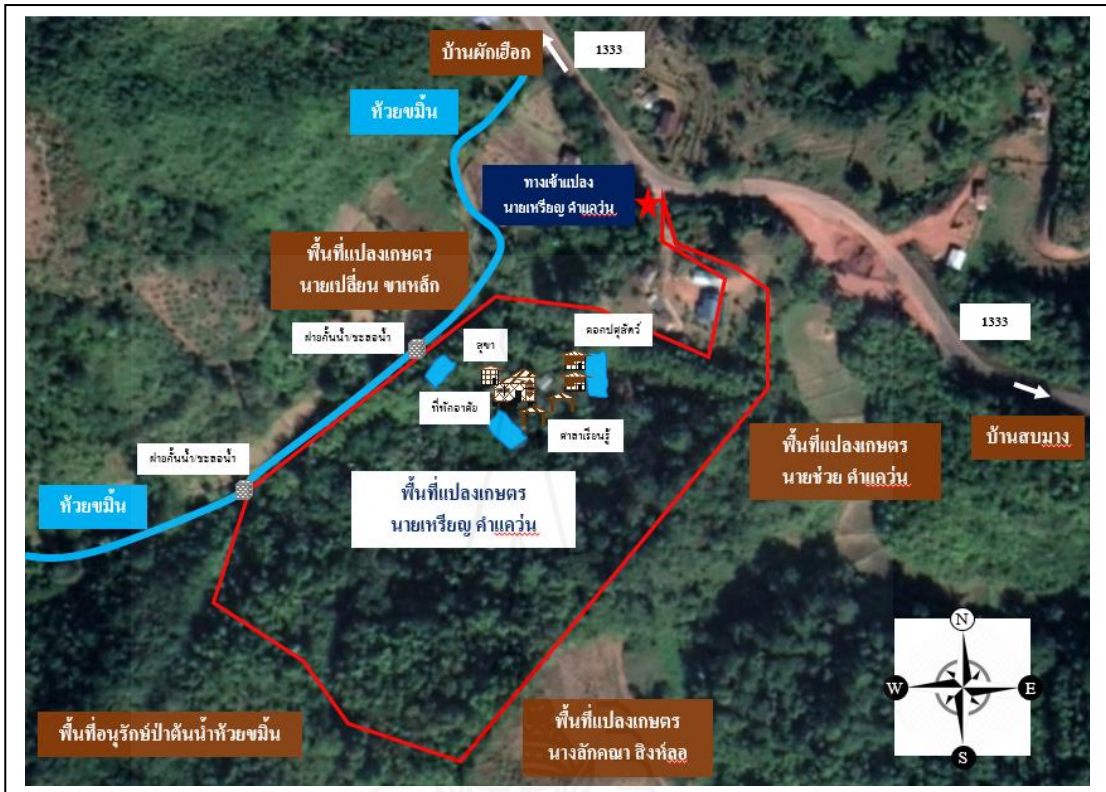 บ้านผักเฮือก
1333
ห้วยขมิ้น
ทางเข้าแปลง
นายเหรียญ คำแคว่น
พื้นที่แปลงเกษตร
นายเปลี่ยน ขาเหล็ก
ฝายกั้นน้ำ/ชะลอน้ำ
สุขา
คอกปศุสัตว์
1333
ที่พักอาศัย
ศาลาเรียนรู้
บ้านสบมาง
พื้นที่แปลงเกษตร
นายช่วย คำแคว่น
ฝายกั้นน้ำ/ชะลอน้ำ
พื้นที่แปลงเกษตร
นายเหรียญ คำแคว่น
ห้วยขมิ้น
N
W
E
S
พื้นที่อนุรักษ์ป่าต้นน้ำห้วยขมิ้น
พื้นที่แปลงเกษตร
นางลักคณา สิงห์ลอ